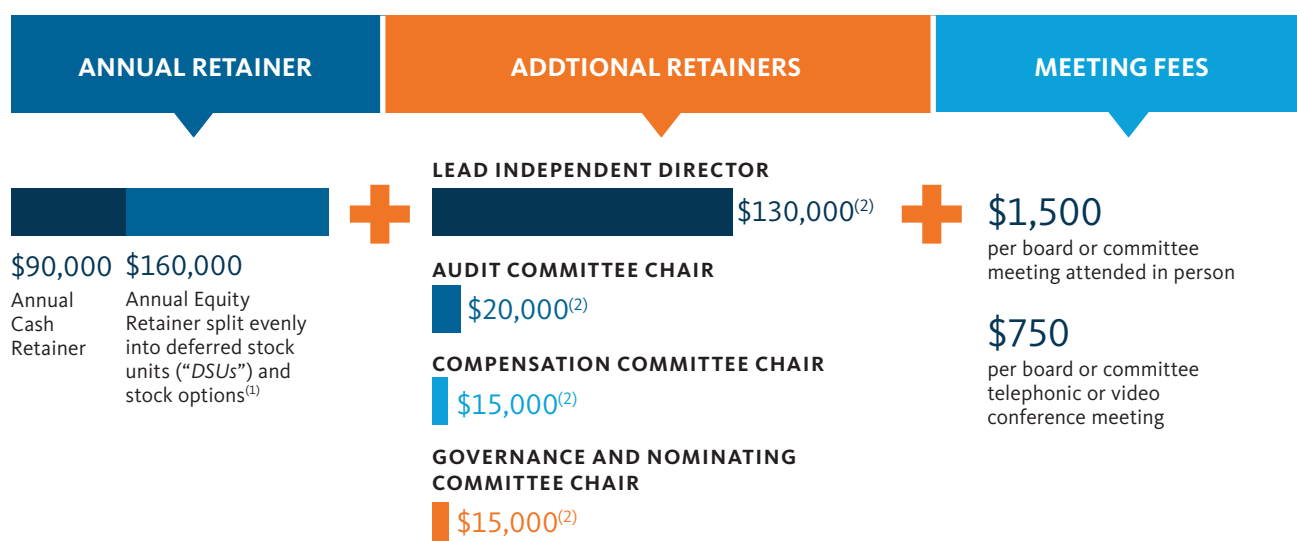 ANNUAL RETAINER
ADDTIONAL RETAINERS
MEETING FEES
$90,000
Annual
Cash
Retainer
$160,000
Annual Equity
Retainer split evenly
into deferred stock
units (“DSUs”) and
stock options(1)
LEAD INDEPENDENT DIRECTOR
$130,000(2)
AUDIT COMMITTEE CHAIR
$20,000(2)
COMPENSATION COMMITTEE CHAIR
$15,000(2)
GOVERNANCE AND NOMINATING
COMMITTEE CHAIR
$15,000(2)
$1,500
per board or committee
meeting attended in person
$750
per board or committee
telephonic or video
conference meeting